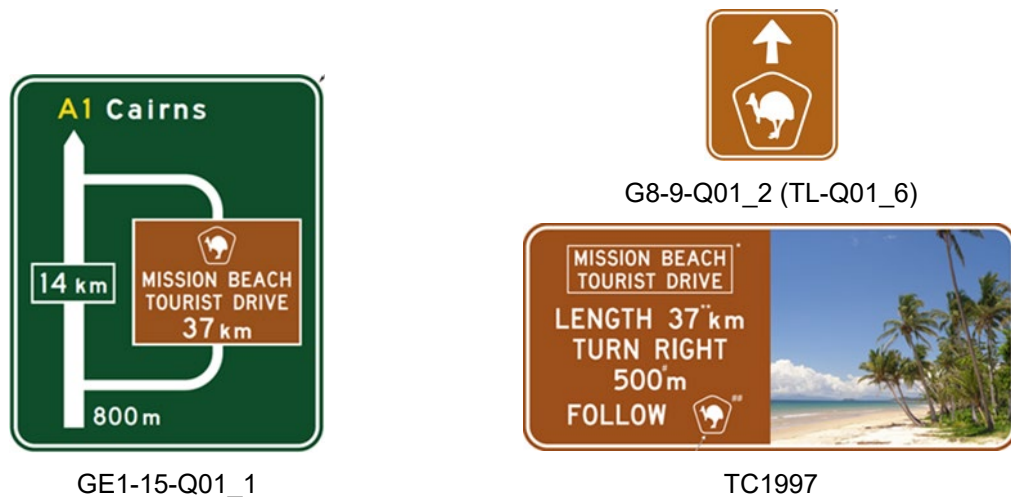 A1 Cairns
14 km
MISSION BEACH
TOURIST DRIVE
37 km
800 m
GE1-15-Q01_1
G8-9-Q01_2 (TL-Q01_6)
MISSION BEACH *
TOURIST DRIVE
LENGTH 37** km
TURN RIGHT
500# m
FOLLOW ##
TC1997